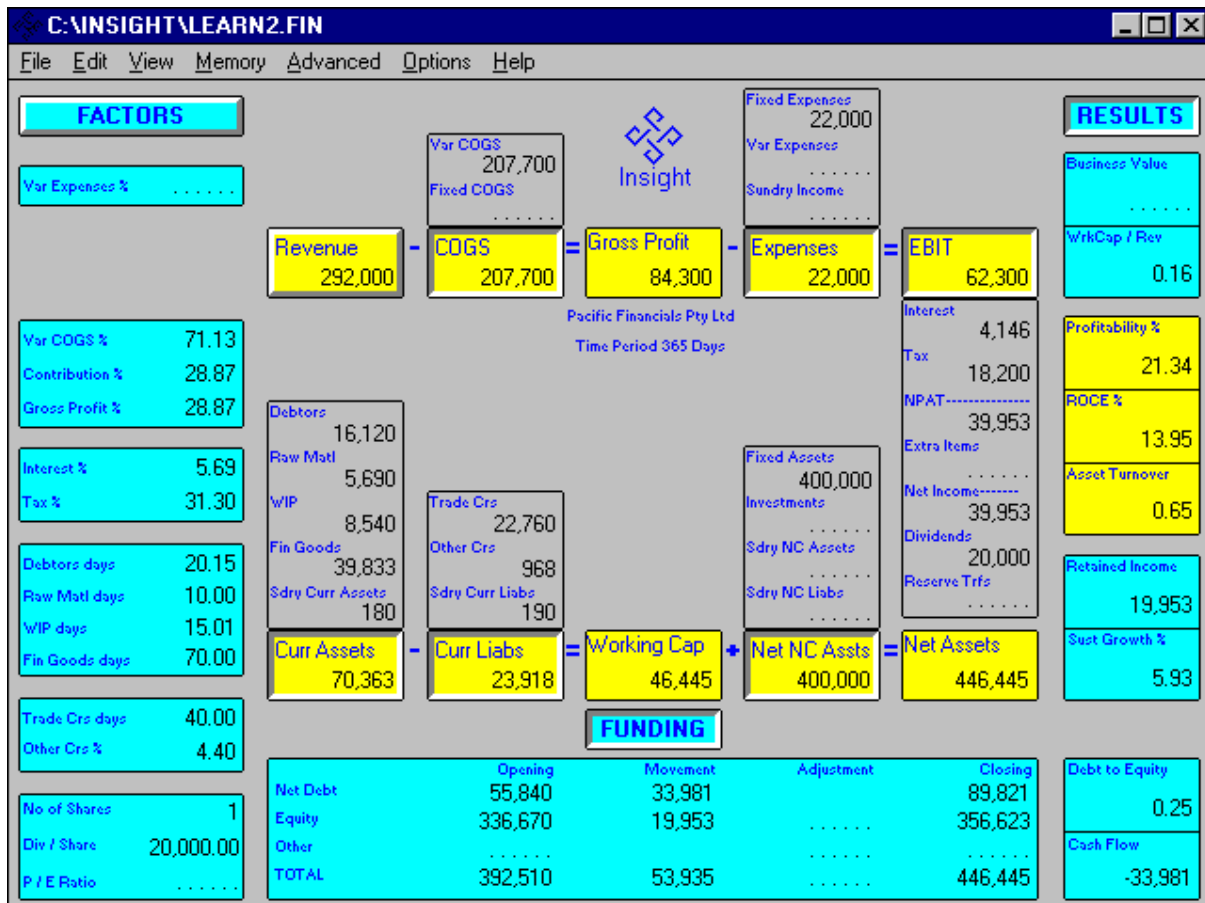 C:\INSIGHT\LEARN2.FIN
File Edit View Memory Advanced Options Help
FACTORS
Var Expenses % . . . . . .
Var COGS % 71.13
Contribution % 28.87
Gross Profit % 28.87
Interest % 5.69
Tax % 31.30
Debtors days 20.15
Raw Matl days 10.00
WIP days 15.01
Fin Goods days 70.00
Trade Crs days 40.00
Other Crs % 4.40
No of Shares 1
Div / Share 20,000.00
P / E Ratio . . . . . .
Var COGS
207,700
Fixed COGS
. . . . . .
Insight
Fixed Expenses
22,000
Var Expenses
. . . . . .
Sundry Income
. . . . . .
Revenue - COGS = Gross Profit - Expenses = EBIT
292,000 207,700 84,300 22,000 62,300
Pacific Financials Pty Ltd
Time Period 365 Days
Interest
4,146
Tax
18,200
NPAT---------------
39,953
Extra Items
. . . . . .
Net Income-------
39,953
Dividends
20,000
Reserve Trfs
. . . . . .
Debtors
16,120
Raw Matl
5,690
WIP
8,540
Fin Goods
39,833
Sdry Curr Assets
180
Trade Crs
22,760
Other Crs
968
Sdry Curr Liabs
190
Fixed Assets
400,000
Investments
. . . . . .
Sdry NC Assets
. . . . . .
Sdry NC Liabs
. . . . . .
Curr Assets - Curr Liabs = Working Cap + Net NC Assts = Net Assets
70,363 23,918 46,445 400,000 446,445
FUNDING
Opening Movement Adjustment Closing
Net Debt 55,840 33,981 89,821
Equity 336,670 19,953 . . . . . . 356,623
Other . . . . . . . . . . . .
TOTAL 392,510 53,935 . . . . . . 446,445
RESULTS
Business Value
. . . . . .
WrkCap / Rev
0.16
Profitability %
21.34
ROCE %
13.95
Asset Turnover
0.65
Retained Income
19,953
Sust Growth %
5.93
Debt to Equity
0.25
Cash Flow
-33,981